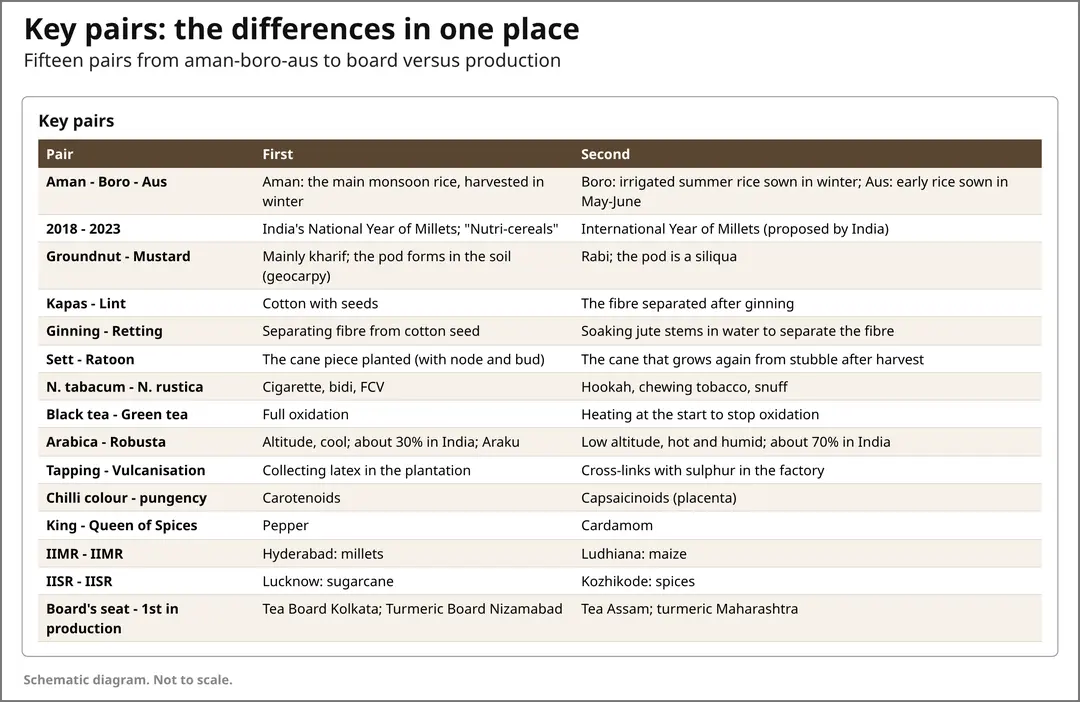 Key pairs: the differences in one place
Fifteen pairs from aman-boro-aus to board versus production
Key pairs
Pair First Second
Aman - Boro - Aus Aman: the main monsoon rice, harvested in winter Boro: irrigated summer rice sown in winter; Aus: early rice sown in May-June
2018 - 2023 India's National Year of Millets; "Nutri-cereals" International Year of Millets (proposed by India)
Groundnut - Mustard Mainly kharif; the pod forms in the soil (geocarpy) Rabi; the pod is a siliqua
Kapas - Lint Cotton with seeds The fibre separated after ginning
Ginning - Retting Separating fibre from cotton seed Soaking jute stems in water to separate the fibre
Sett - Ratoon The cane piece planted (with node and bud) The cane that grows again from stubble after harvest
N. tabacum - N. rustica Cigarette, bidi, FCV Hookah, chewing tobacco, snuff
Black tea - Green tea Full oxidation Heating at the start to stop oxidation
Arabica - Robusta Altitude, cool; about 30% in India; Araku Low altitude, hot and humid; about 70% in India
Tapping - Vulcanisation Collecting latex in the plantation Cross-links with sulphur in the factory
Chilli colour - pungency Carotenoids Capsaicinoids (placenta)
King - Queen of Spices Pepper Cardamom
IIMR - IIMR Hyderabad: millets Ludhiana: maize
IISR - IISR Lucknow: sugarcane Kozhikode: spices
Board's seat - 1st in production Tea Board Kolkata; Turmeric Board Nizamabad Tea Assam; turmeric Maharashtra
Schematic diagram. Not to scale.